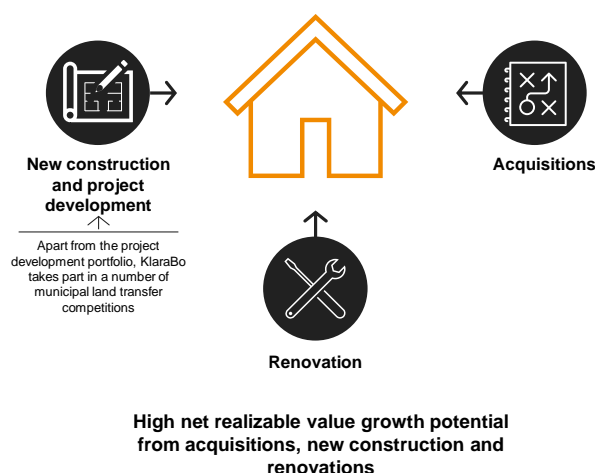 New construction
and project
development
Apart from the project
development portfolio, KlaraBo
takes part in a number of
municipal land transfer
competitions
Acquisitions
Renovation
High net realizable value growth potential
from acquisitions, new construction and
renovations